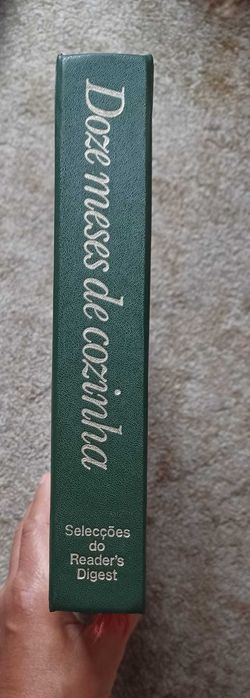 Doze meses de cozinha
Selecções
do
Reader's
Digest